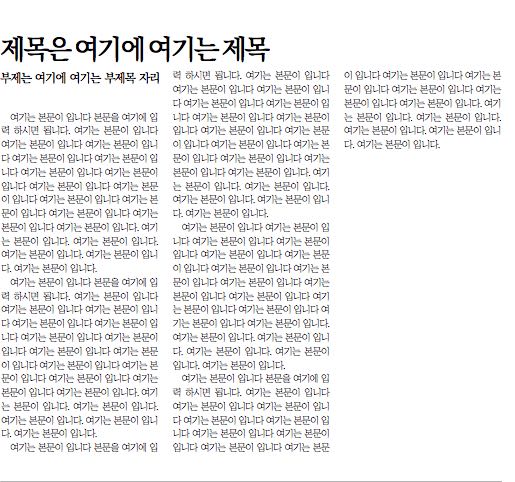 제목은 여기에 여기는 제목
부제는 여기에 여기는 부제목 자리
여기는 본문이 입니다 본문을 여기에 입
력 하시면 됩니다. 여기는 본문이 입니다
여기는 본문이 입니다 여기는 본문이 입니
다 여기는 본문이 입니다 여기는 본문이 입
니다 여기는 본문이 입니다 여기는 본문이
입니다 여기는 본문이 입니다 여기는 본문
이 입니다 여기는 본문이 입니다 여기는 본
문이 입니다 여기는 본문이 입니다 여기는
본문이 입니다 여기는 본문이 입니다. 여기
는 본문이 입니다. 여기는 본문이 입니다.
여기는 본문이 입니다. 여기는 본문이 입니
다. 여기는 본문이 입니다.
여기는 본문이 입니다 본문을 여기에 입
력 하시면 됩니다. 여기는 본문이 입니다
여기는 본문이 입니다 여기는 본문이 입니
다 여기는 본문이 입니다 여기는 본문이 입
니다 여기는 본문이 입니다 여기는 본문이
입니다 여기는 본문이 입니다 여기는 본문
이 입니다 여기는 본문이 입니다 여기는 본
문이 입니다 여기는 본문이 입니다 여기는
본문이 입니다 여기는 본문이 입니다. 여기
는 본문이 입니다. 여기는 본문이 입니다.
여기는 본문이 입니다. 여기는 본문이 입니
다. 여기는 본문이 입니다.
여기는 본문이 입니다 본문을 여기에 입
력 하시면 됩니다. 여기는 본문이 입니다
여기는 본문이 입니다 여기는 본문이 입니
다 여기는 본문이 입니다 여기는 본문이 입
니다 여기는 본문이 입니다 여기는 본문이
입니다 여기는 본문이 입니다 여기는 본문
이 입니다 여기는 본문이 입니다 여기는 본
문이 입니다 여기는 본문이 입니다 여기는
본문이 입니다 여기는 본문이 입니다. 여기
는 본문이 입니다. 여기는 본문이 입니다.
여기는 본문이 입니다. 여기는 본문이 입니
다. 여기는 본문이 입니다.
여기는 본문이 입니다 여기는 본문이 입
니다 여기는 본문이 입니다 여기는 본문이
입니다 여기는 본문이 입니다 여기는 본문
이 입니다 여기는 본문이 입니다 여기는 본
문이 입니다 여기는 본문이 입니다 여기는
본문이 입니다 여기는 본문이 입니다 여기
는 본문이 입니다 여기는 본문이 입니다 여
기는 본문이 입니다 여기는 본문이 입니다.
여기는 본문이 입니다. 여기는 본문이 입니
다. 여기는 본문이 입니다. 여기는 본문이
입니다. 여기는 본문이 입니다.
여기는 본문이 입니다 본문을 여기에 입
력 하시면 됩니다. 여기는 본문이 입니다
여기는 본문이 입니다 여기는 본문이 입니
다 여기는 본문이 입니다 여기는 본문이 입
니다 여기는 본문이 입니다 여기는 본문이
입니다 여기는 본문이 입니다 여기는 본문
이 입니다 여기는 본문이 입니다 여기는 본
문이 입니다 여기는 본문이 입니다 여기는
본문이 입니다 여기는 본문이 입니다. 여기
는 본문이 입니다. 여기는 본문이 입니다.
여기는 본문이 입니다. 여기는 본문이 입니
다. 여기는 본문이 입니다.